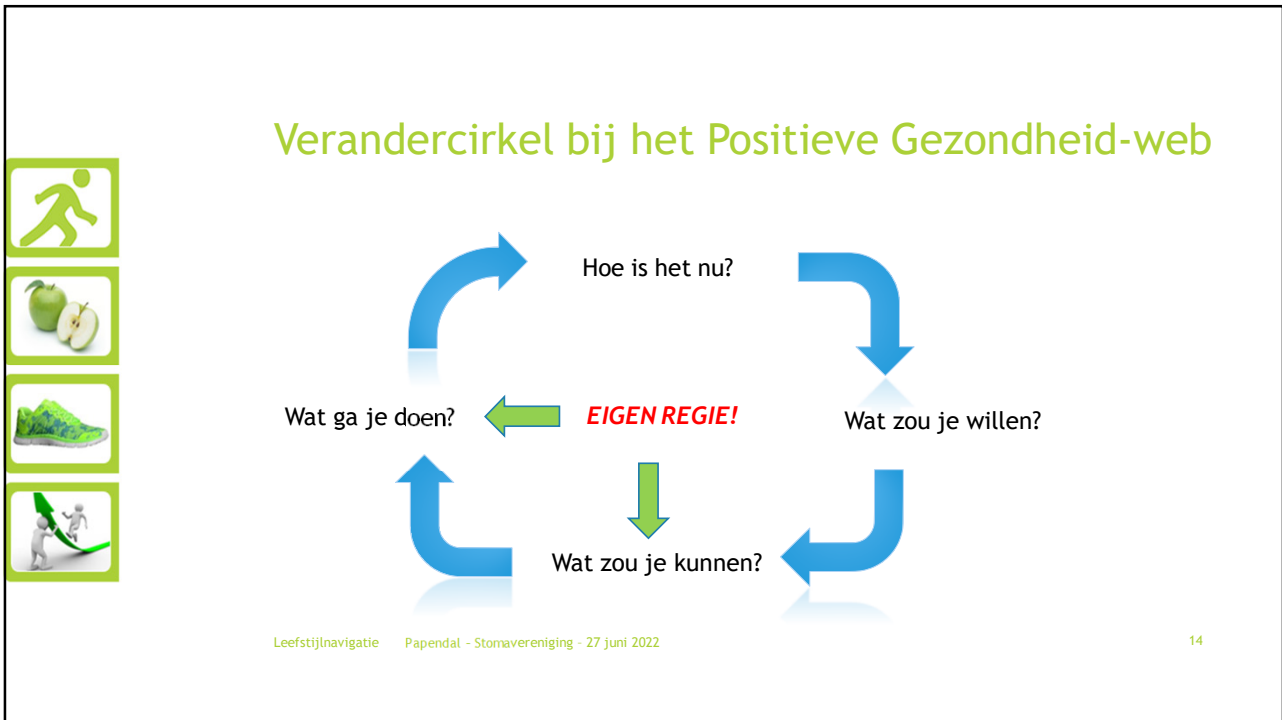 Verandercirkel bij het Positieve Gezondheid-web
Hoe is het nu?
Wat ga je doen?
EIGEN REGIE!
Wat zou je willen?
Wat zou je kunnen?
Leefstijlnavigatie Papendal – Stomavereniging - 27 juni 2022
14